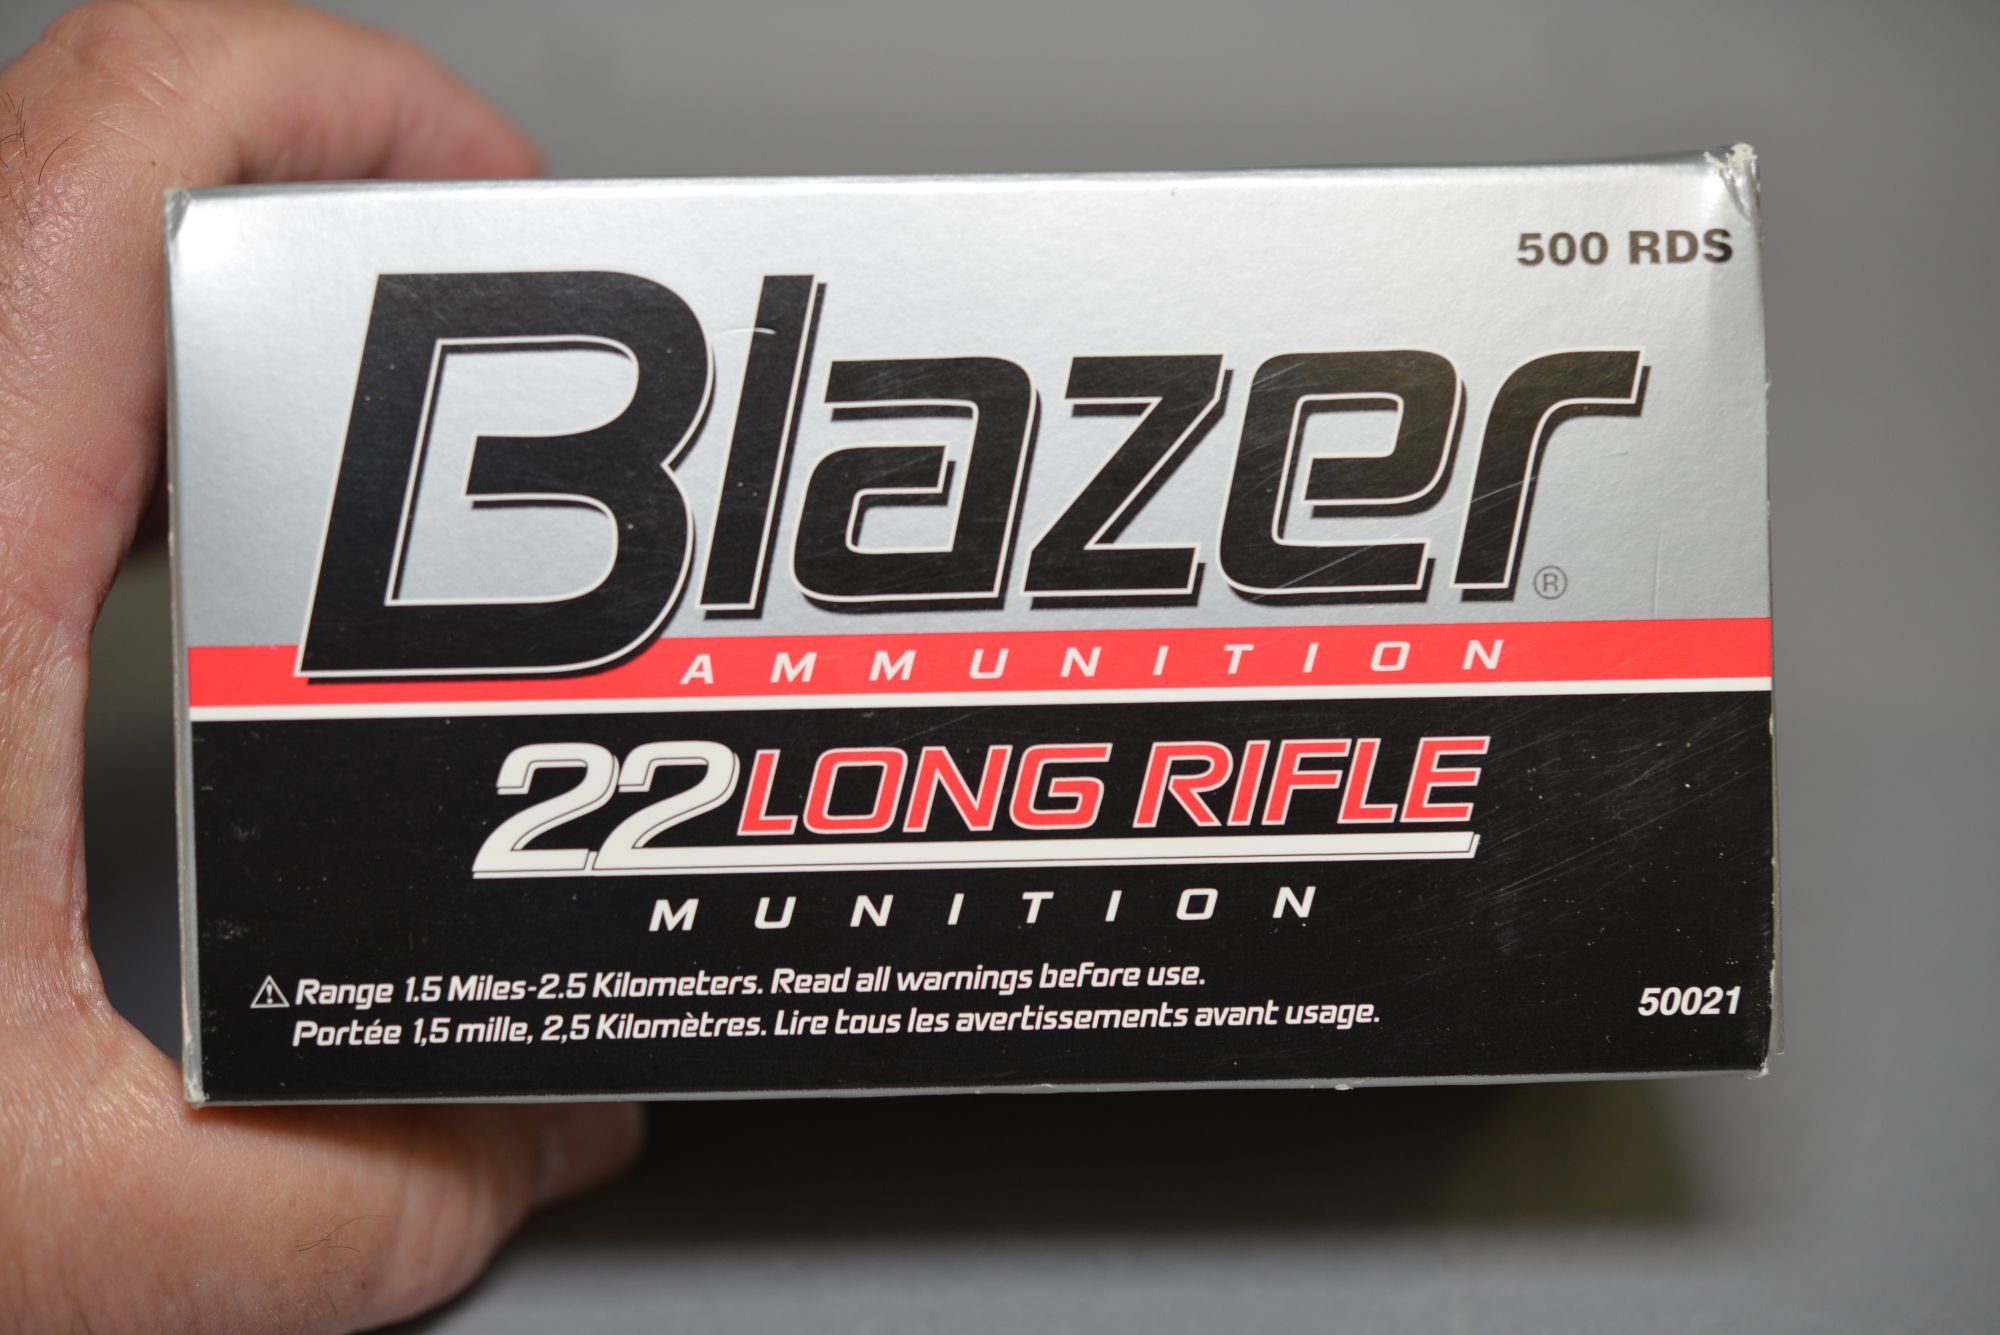 500 RDS
Blazer®
AMMUNITION
22 LONG RIFLE
MUNITION
⚠ Range 1.5 Miles-2.5 Kilometers. Read all warnings before use.
Portée 1,5 mille, 2,5 Kilomètres. Lire tous les avertissements avant usage.
50021